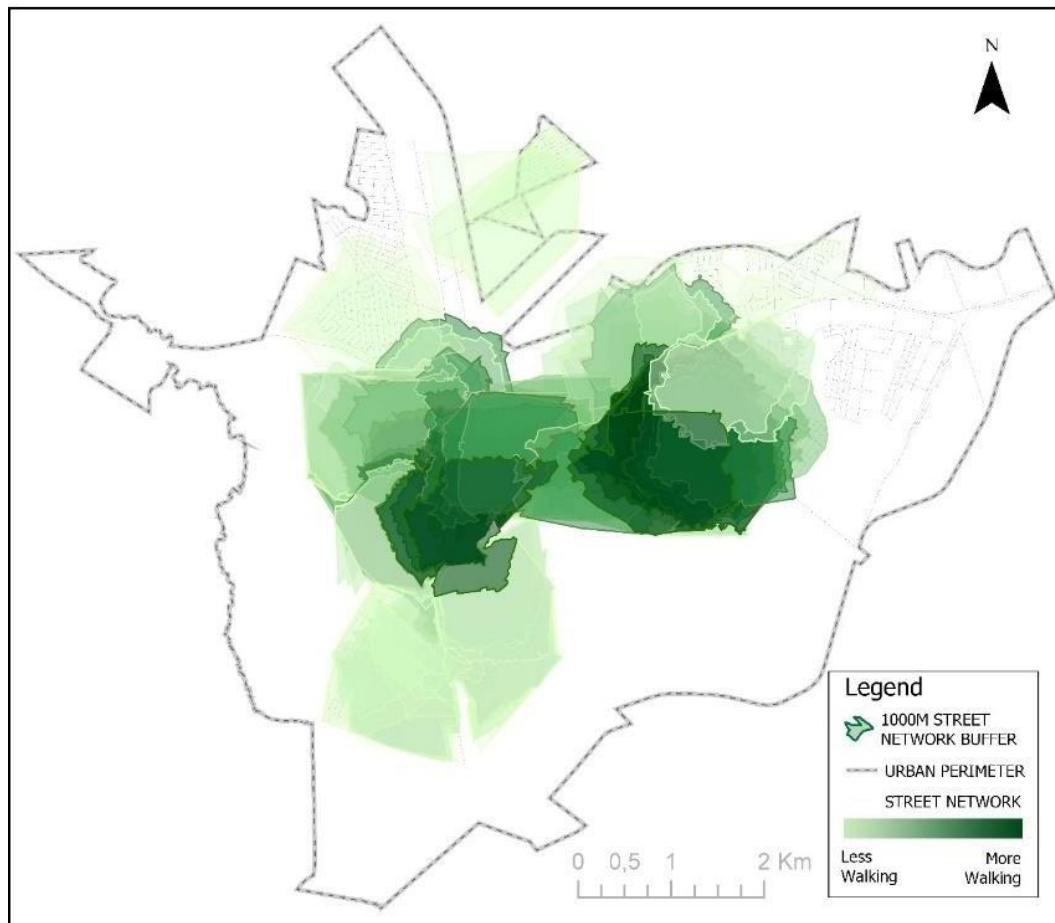 N
Legend
1000M STREET
NETWORK BUFFER
URBAN PERIMETER
STREET NETWORK
Less
Walking
More
Walking
0 0,5 1 2 Km